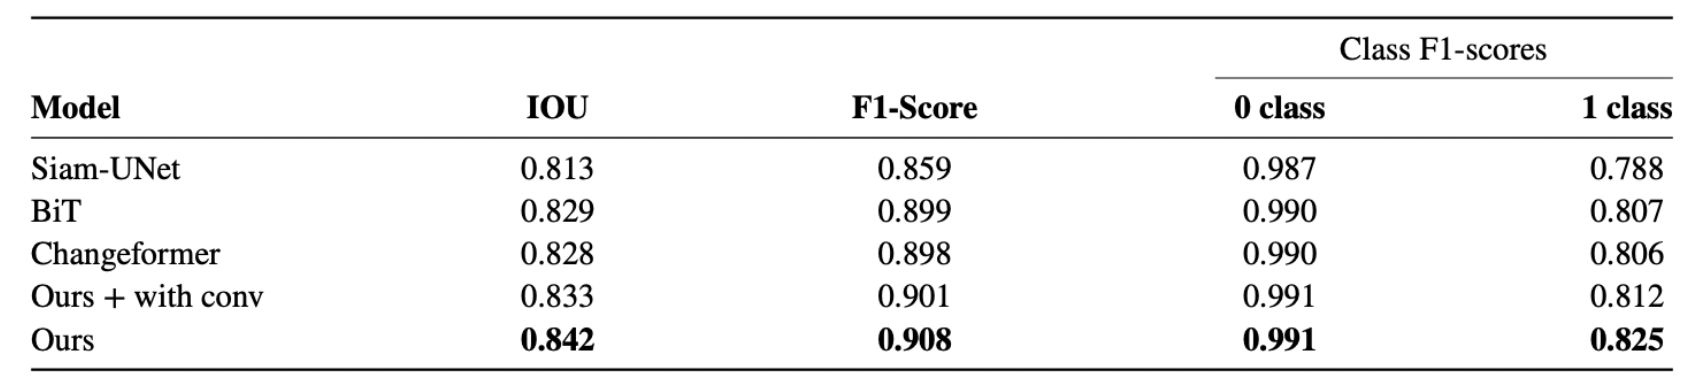 Class F1-scores
Model IOU F1-Score 0 class 1 class
Siam-UNet 0.813 0.859 0.987 0.788
BiT 0.829 0.899 0.990 0.807
Changeformer 0.828 0.898 0.990 0.806
Ours + with conv 0.833 0.901 0.991 0.812
Ours 0.842 0.908 0.991 0.825